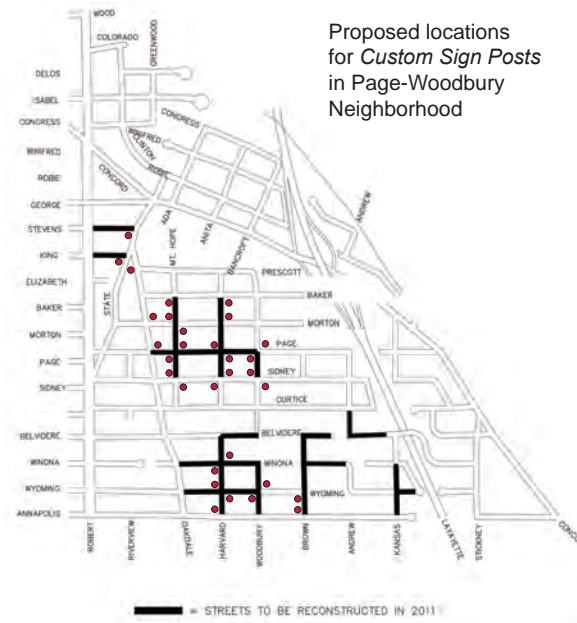 Proposed locations
for Custom Sign Posts
in Page-Woodbury
Neighborhood
WOOD
COLORADO
GREENWOOD
DELOS
ISABEL
CONGRESS
CONGRESS
WINIFRED
CLINTON
WINIFRED
ROBIE
ROBIE
CONCORD
GEORGE
ANDREW
ADA
STEVENS
MT. HOPE
ANITA
BANCROFT
KING
PRESCOTT
ELIZABETH
STATE
BAKER
BAKER
MORTON
MORTON
PAGE
PAGE
SIDNEY
SIDNEY
CURTICE
BELVIDERE
BELVIDERE
WINONA
WINONA
WYOMING
WYOMING
ANNAPOLIS
ROBERT
RIVERVIEW
OAKDALE
HARVARD
WOODBURY
BROWN
ANDREW
KANSAS
LAFAYETTE
STICKNEY
= STREETS TO BE RECONSTRUCTED IN 2011